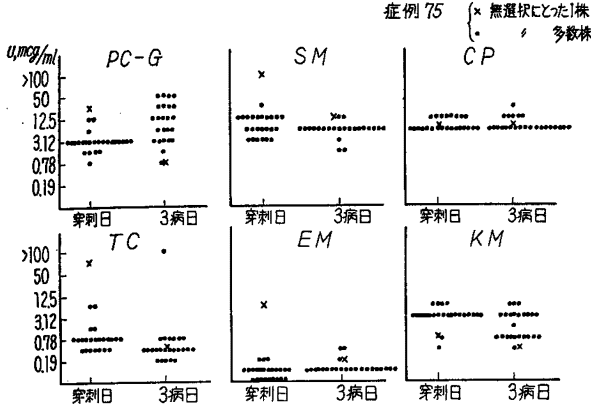 症例 75
× 無選択にとった1株
• 〃 多数株
U,mcg/ml
PC-G
SM
CP
>100
50
12.5
3.12
0.78
0.19
穿刺日 3病日
穿刺日 3病日
穿刺日 3病日
TC
EM
KM
>100
50
12.5
3.12
0.78
0.19
穿刺日 3病日
穿刺日 3病日
穿刺日 3病日